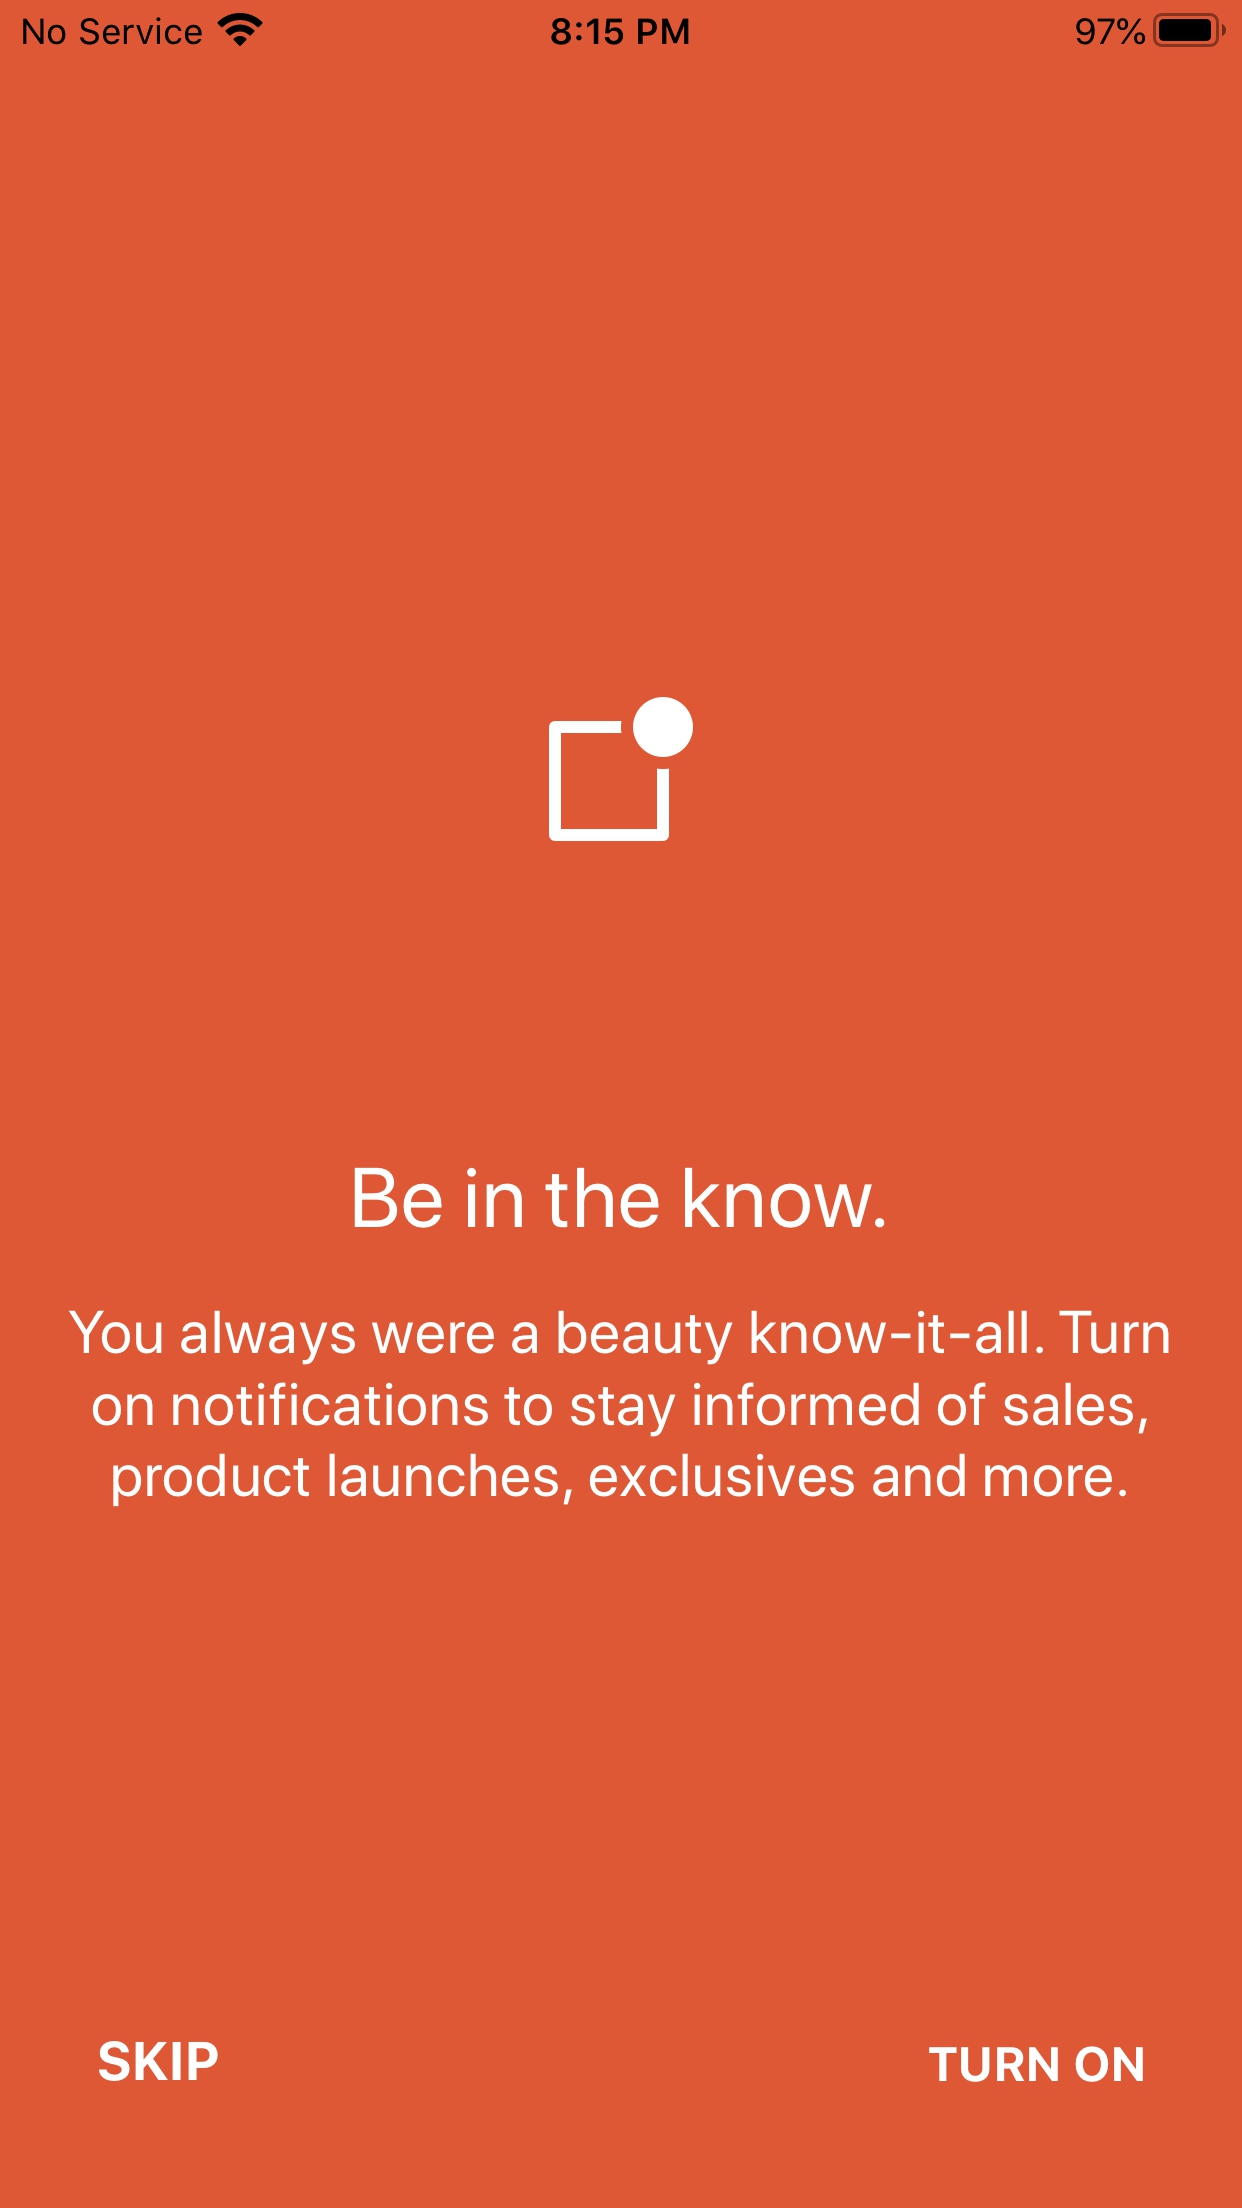 No Service 8:15 PM 97%
Be in the know.
You always were a beauty know-it-all. Turn
on notifications to stay informed of sales,
product launches, exclusives and more.
SKIP TURN ON